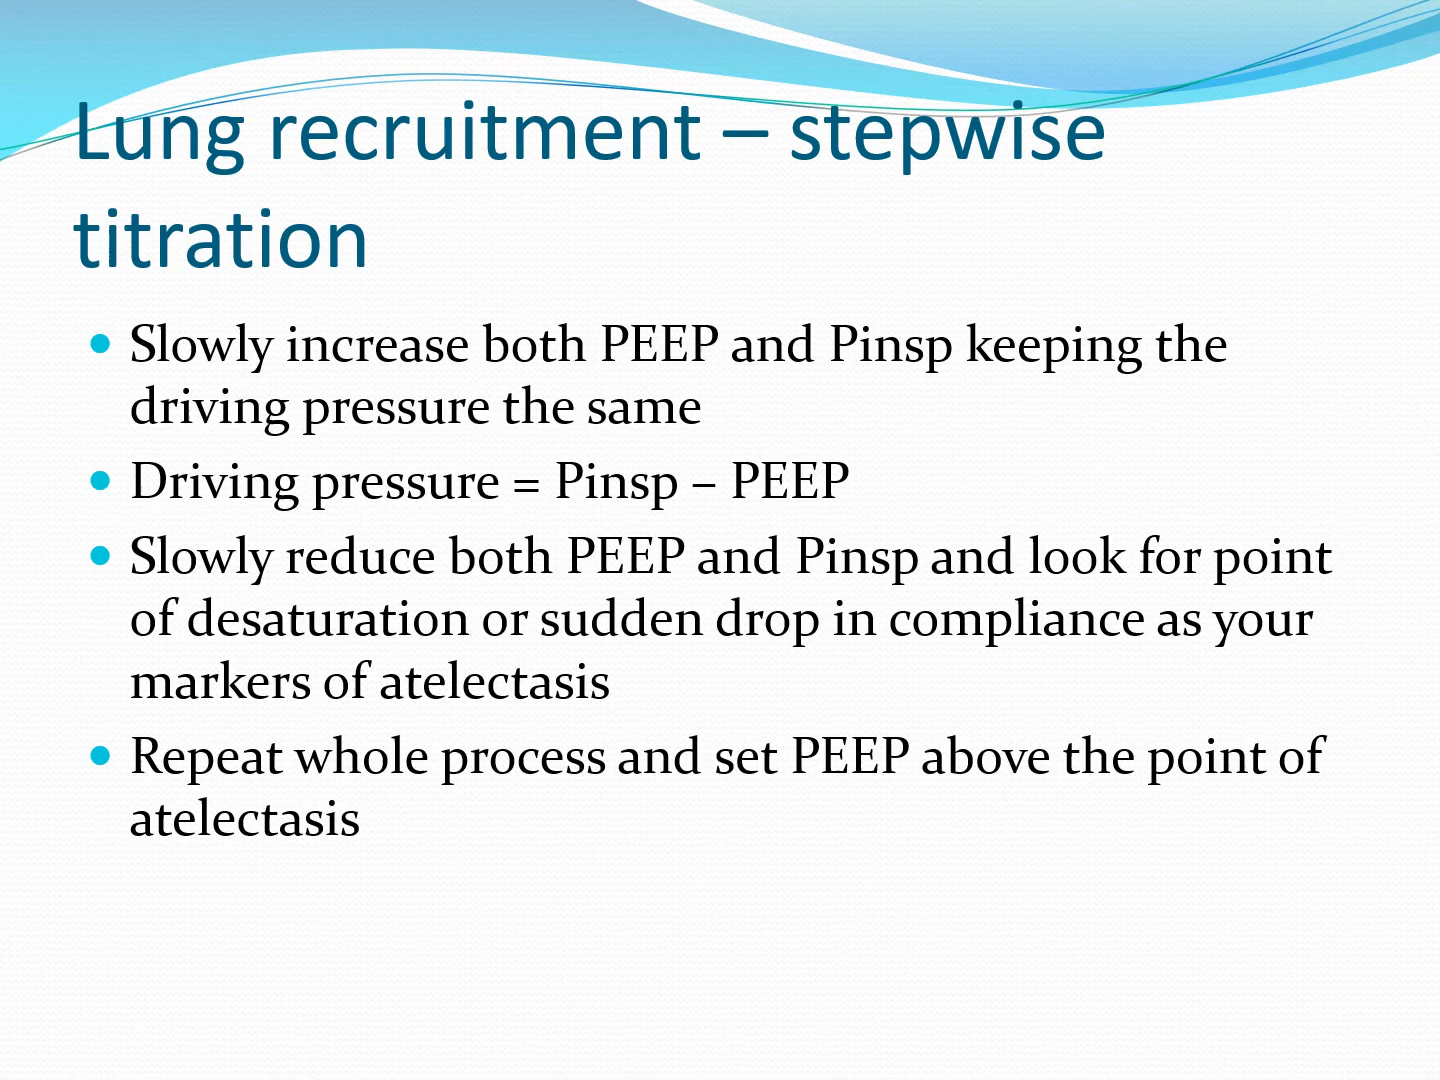 Lung recruitment – stepwise
titration
• Slowly increase both PEEP and Pinsp keeping the
driving pressure the same
• Driving pressure = Pinsp – PEEP
• Slowly reduce both PEEP and Pinsp and look for point
of desaturation or sudden drop in compliance as your
markers of atelectasis
• Repeat whole process and set PEEP above the point of
atelectasis